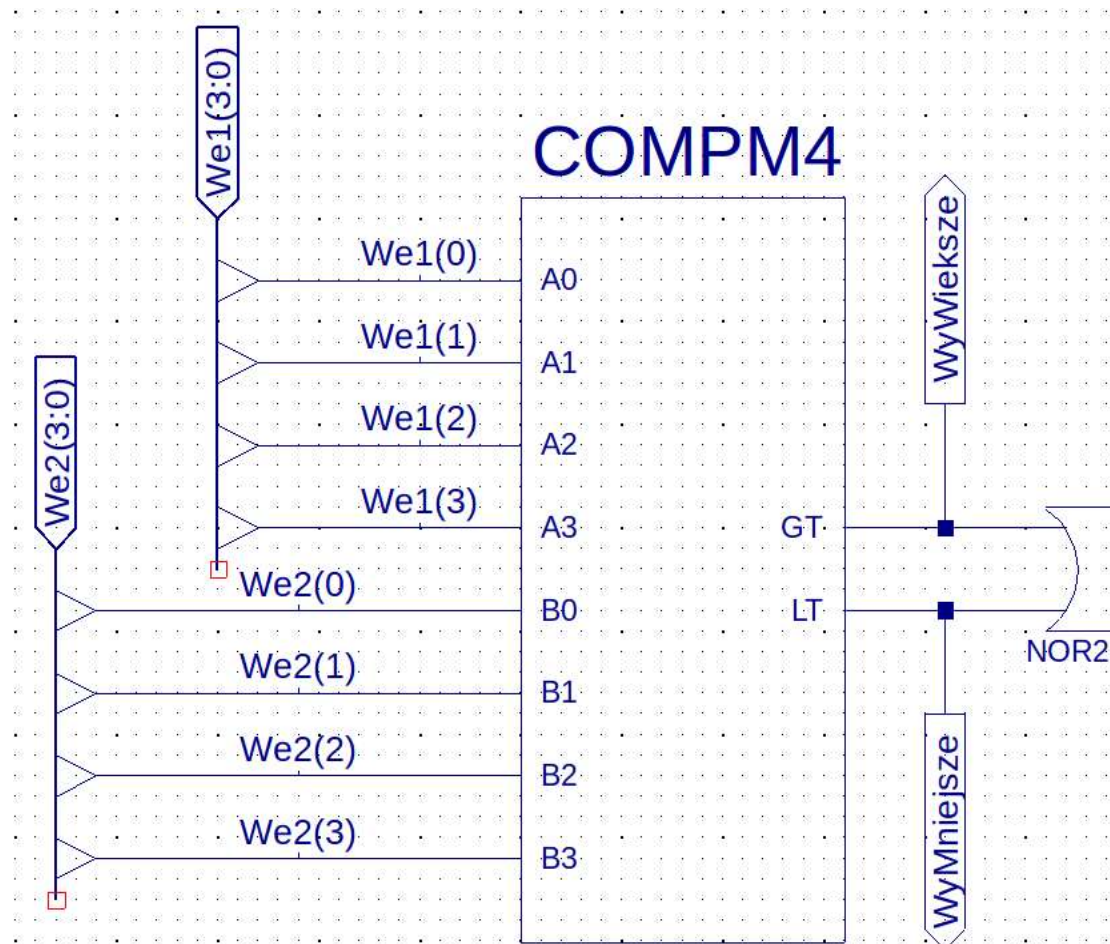 We1(3:0)
COMPM4
WyWieksze
We1(0)
A0
We1(1)
A1
We2(3:0)
We1(2)
A2
We1(3)
A3
GT
We2(0)
B0
LT
NOR2
We2(1)
B1
We2(2)
B2
WyMniejsze
We2(3)
B3